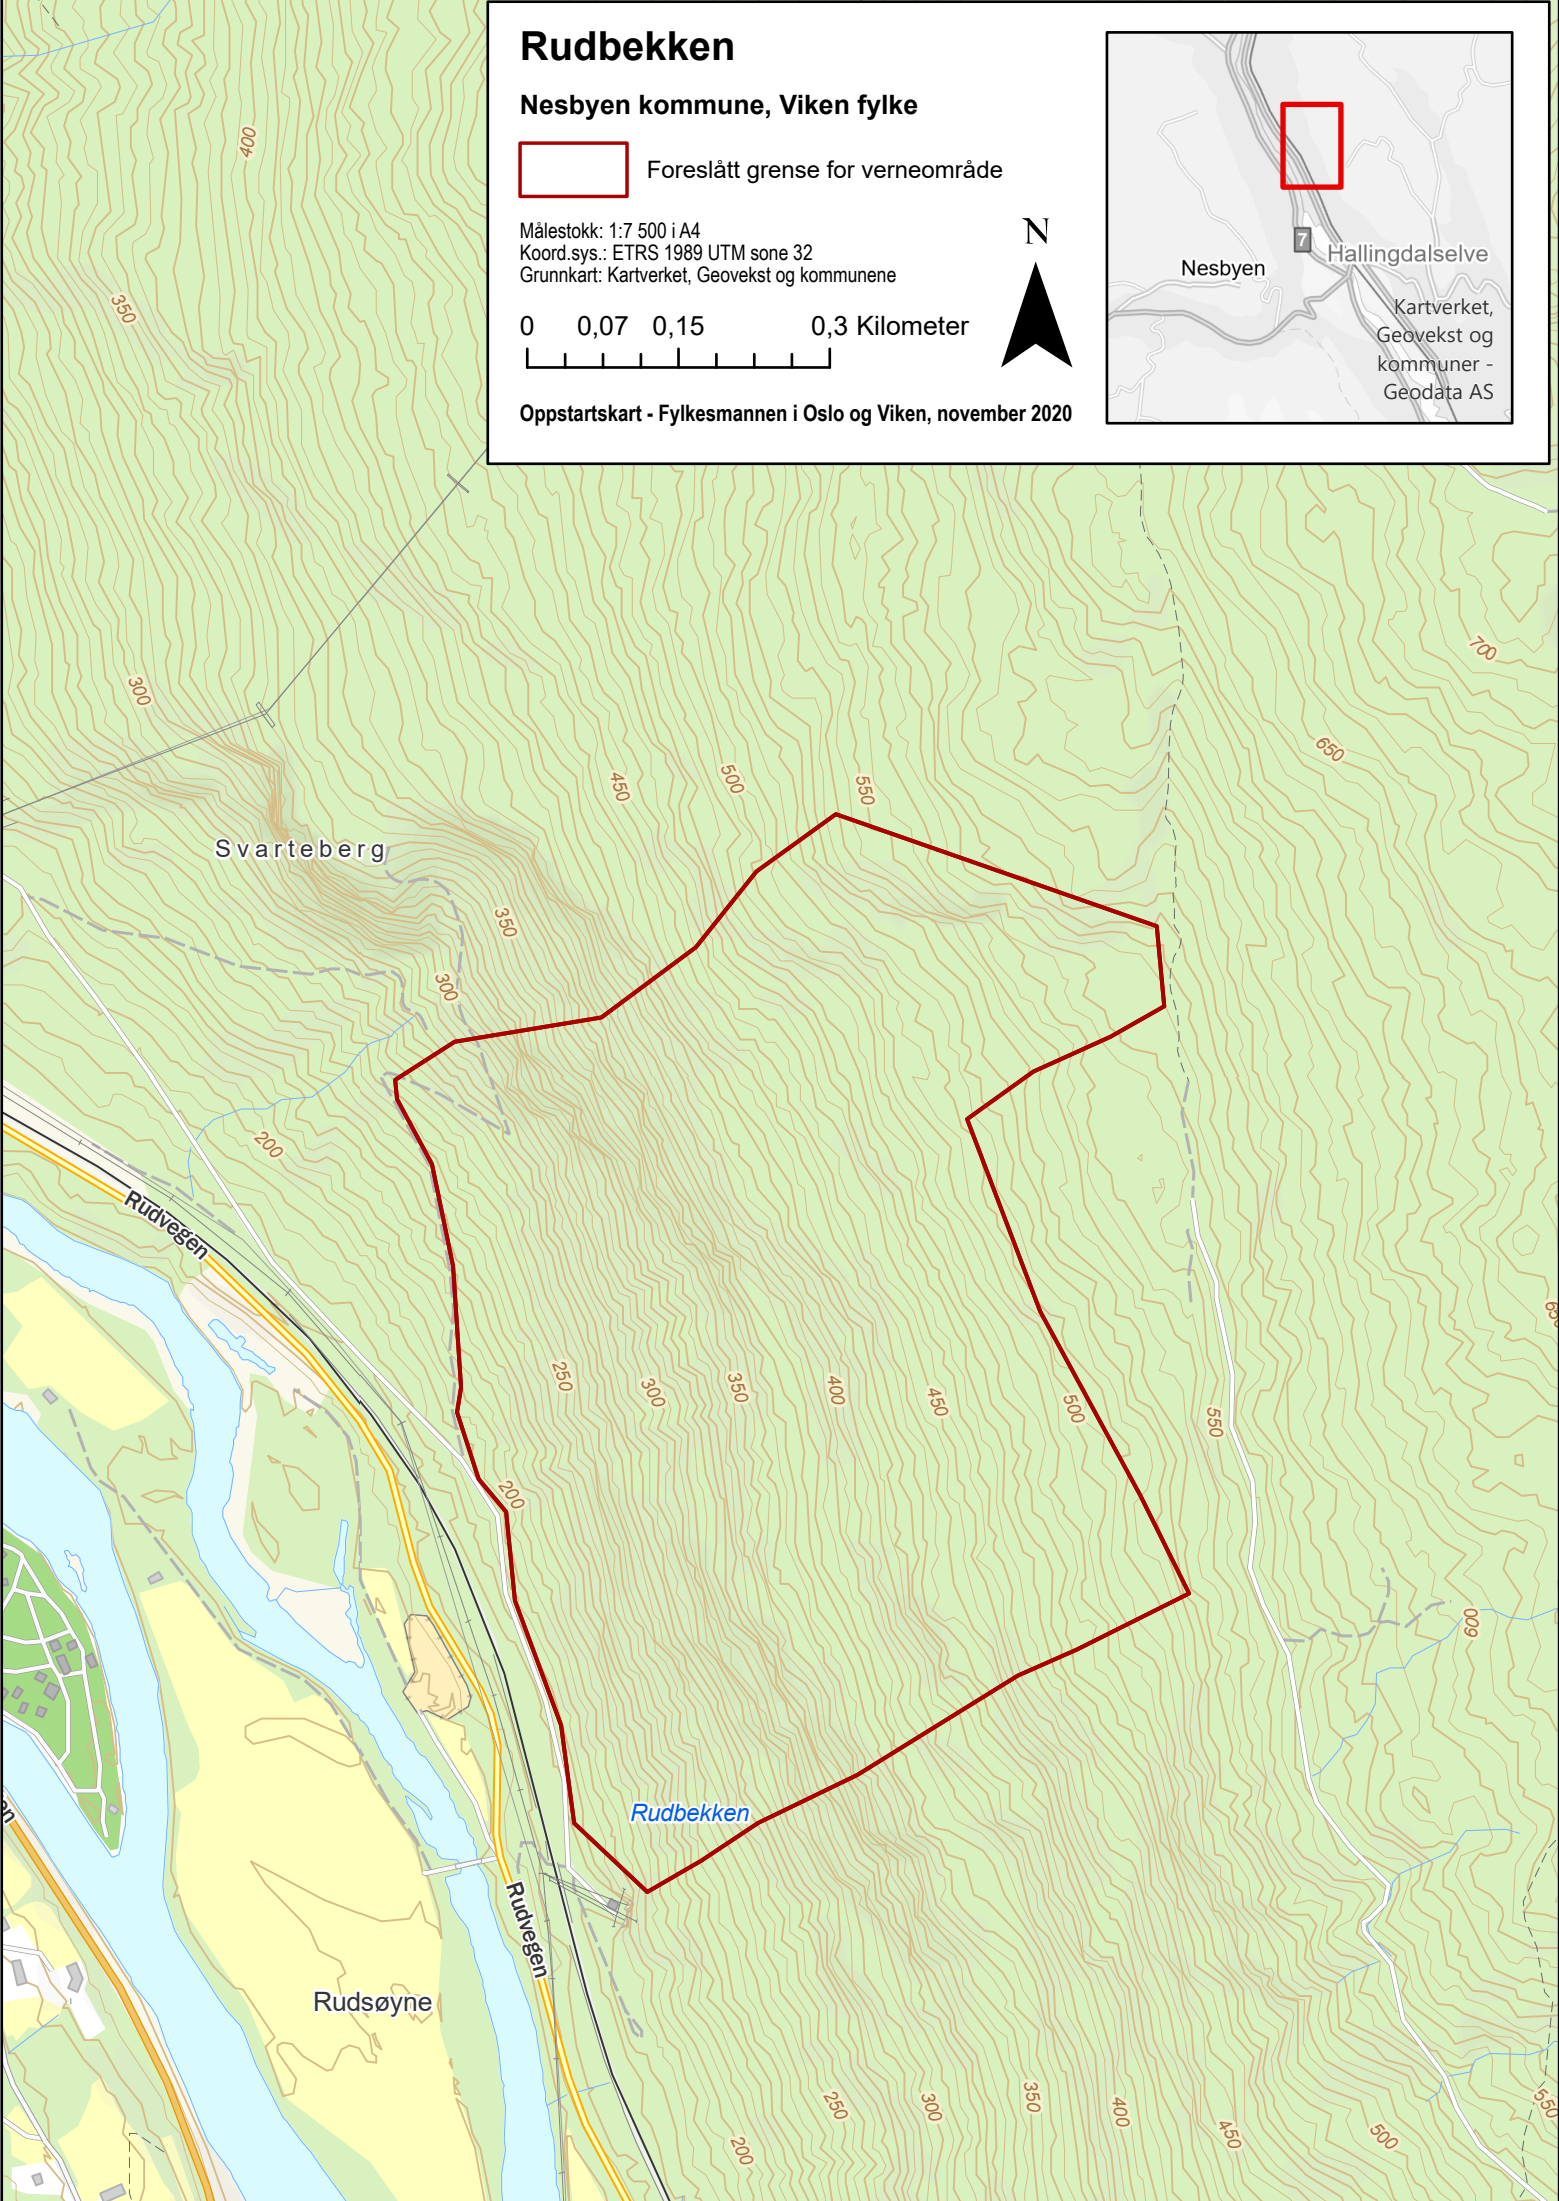 Rudbekken
Nesbyen kommune, Viken fylke
Foreslått grense for verneområde
Målestokk: 1:7 500 i A4
Koord.sys.: ETRS 1989 UTM sone 32
Grunnkart: Kartverket, Geovekst og kommunene
0 0,07 0,15 0,3 Kilometer
N
Oppstartskart - Fylkesmannen i Oslo og Viken, november 2020
7
Hallingdalselve
Nesbyen
Kartverket,
Geovekst og
kommuner -
Geodata AS
400
350
300
700
650
450
500
550
Svarteberg
350
300
200
Rudvegen
650
250
300
350
400
450
500
550
200
600
Rudbekken
en
Rudvegen
Rudsøyne
250
300
350
400
450
500
550
200